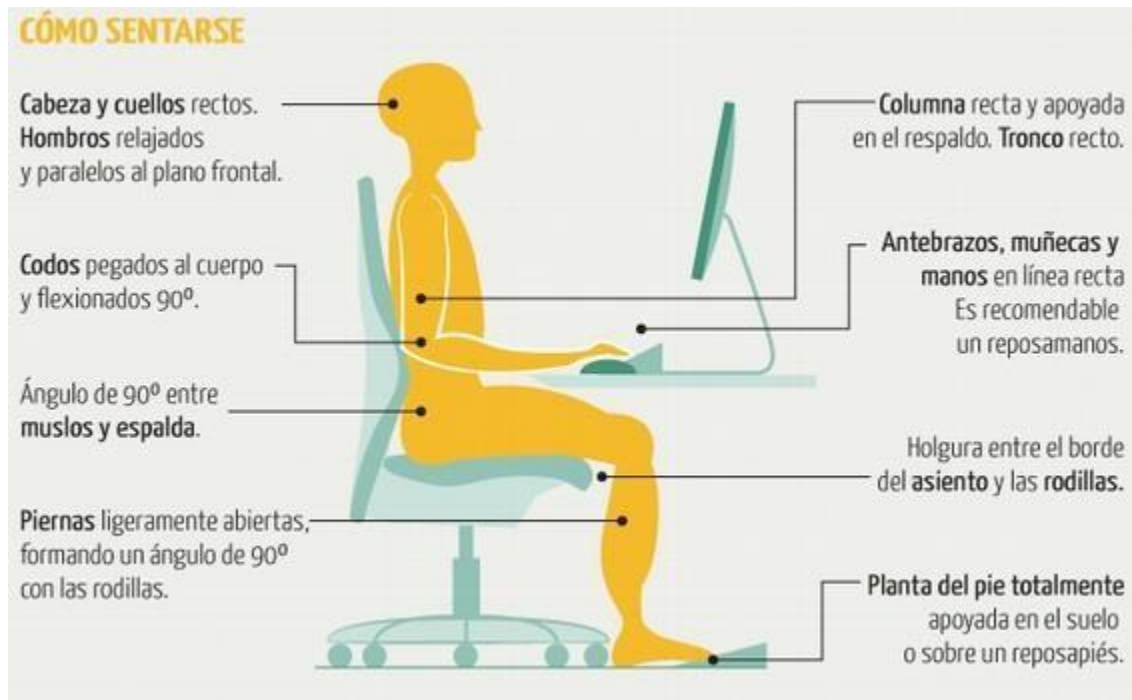 CÓMO SENTARSE
Cabeza y cuellos rectos.
Hombros relajados
y paralelos al plano frontal.
Codos pegados al cuerpo
y flexionados 90º.
Ángulo de 90º entre
muslos y espalda.
Piernas ligeramente abiertas,
formando un ángulo de 90º
con las rodillas.
Columna recta y apoyada
en el respaldo. Tronco recto.
Antebrazos, muñecas y
manos en línea recta
Es recomendable
un reposamanos.
Holgura entre el borde
del asiento y las rodillas.
Planta del pie totalmente
apoyada en el suelo
o sobre un reposapiés.